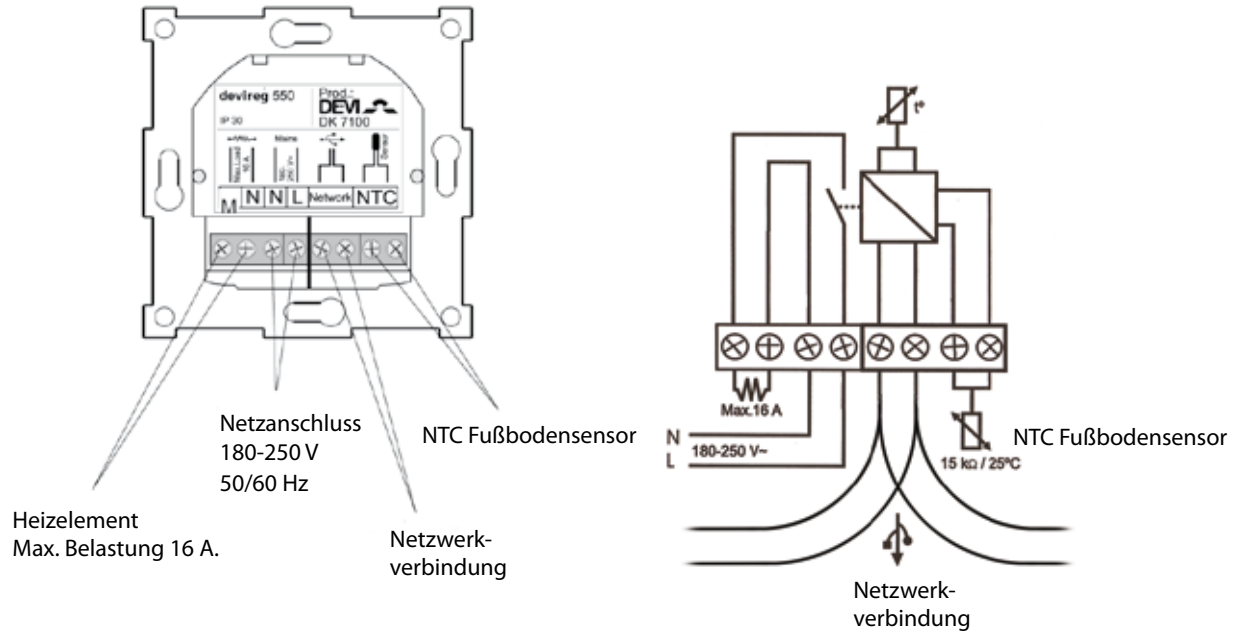 devireg 550
Prod.:
DEVI
IP 30
DK 7100
Max. Load
16 A
Mains
180-
250 V~
Sensor
M N N L Network NTC
Heizelement
Max. Belastung 16 A.
Netzanschluss
180-250 V
50/60 Hz
Netzwerk-
verbindung
NTC Fußbodensensor
t°
Max.16 A
N
L
180-250 V~
15 kΩ / 25°C
NTC Fußbodensensor
Netzwerk-
verbindung